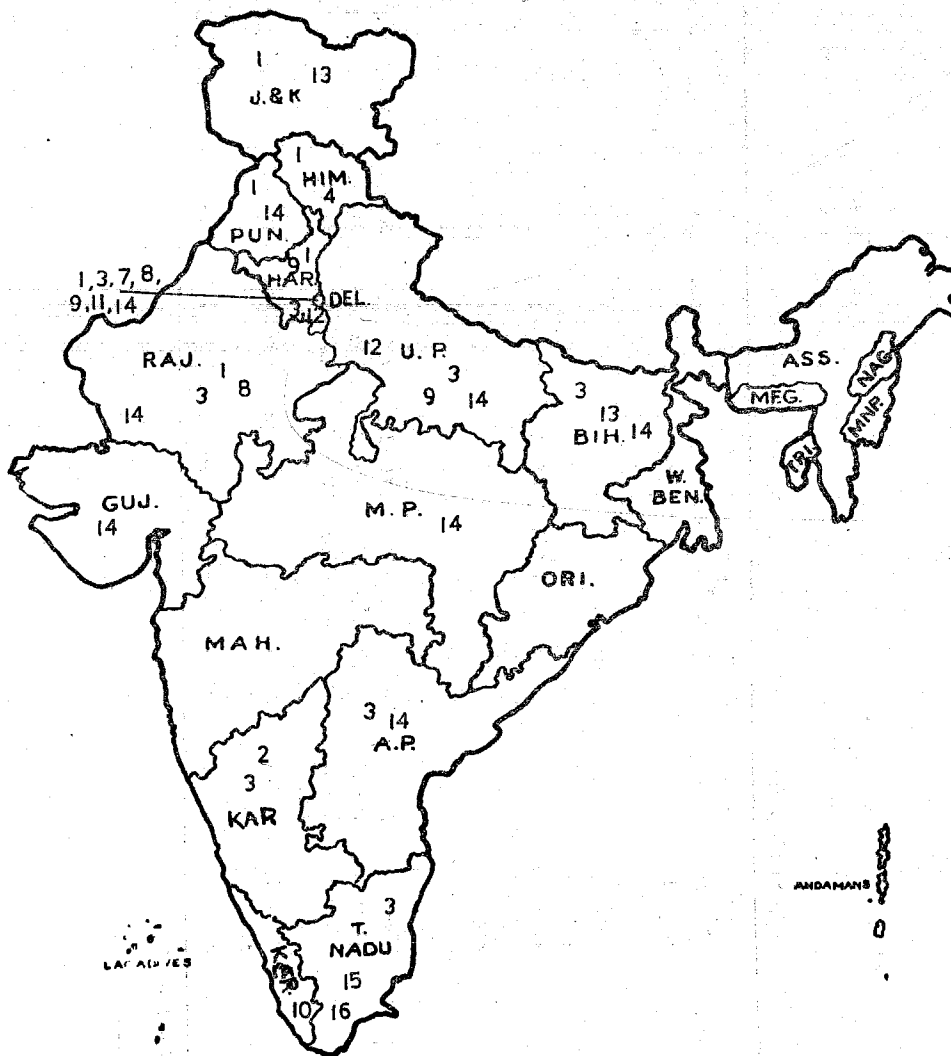 1
13
J. & K
1
HIM.
4
1
14
PUN.
1
9
HAR.
1, 3, 7, 8,
9, 11, 14
DEL.
3, 12
RAJ.
1
3 8
14
12 U. P.
3
9 14
3
13
BIH. 14
ASS.
NAG.
MEG.
MNP.
TRI.
W.
BEN.
GUJ.
14
M. P. 14
ORI.
MAH.
3
14
A.P.
2
3
KAR
ANDAMANS
3
T.
NADU
KER.
15
10 16